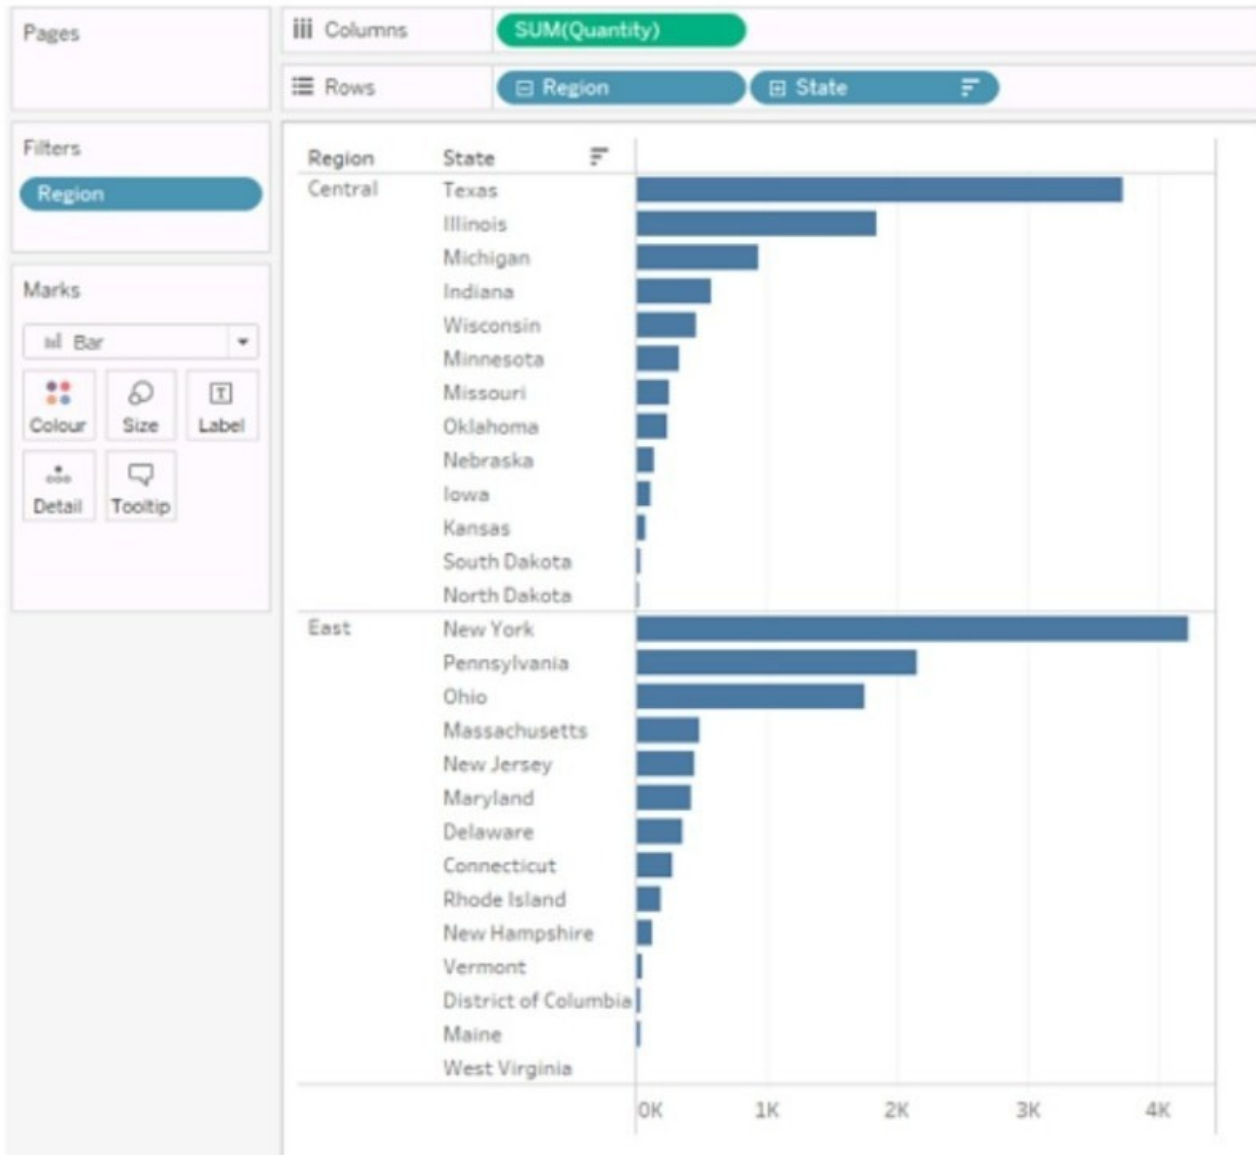 Pages
Columns
SUM(Quantity)
Rows
Region
State
Filters
Region
Marks
Bar
Colour
Size
T
Label
Detail
Tooltip
Region
State
Central
Texas
Illinois
Michigan
Indiana
Wisconsin
Minnesota
Missouri
Oklahoma
Nebraska
Iowa
Kansas
South Dakota
North Dakota
East
New York
Pennsylvania
Ohio
Massachusetts
New Jersey
Maryland
Delaware
Connecticut
Rhode Island
New Hampshire
Vermont
District of Columbia
Maine
West Virginia
0K 1K 2K 3K 4K